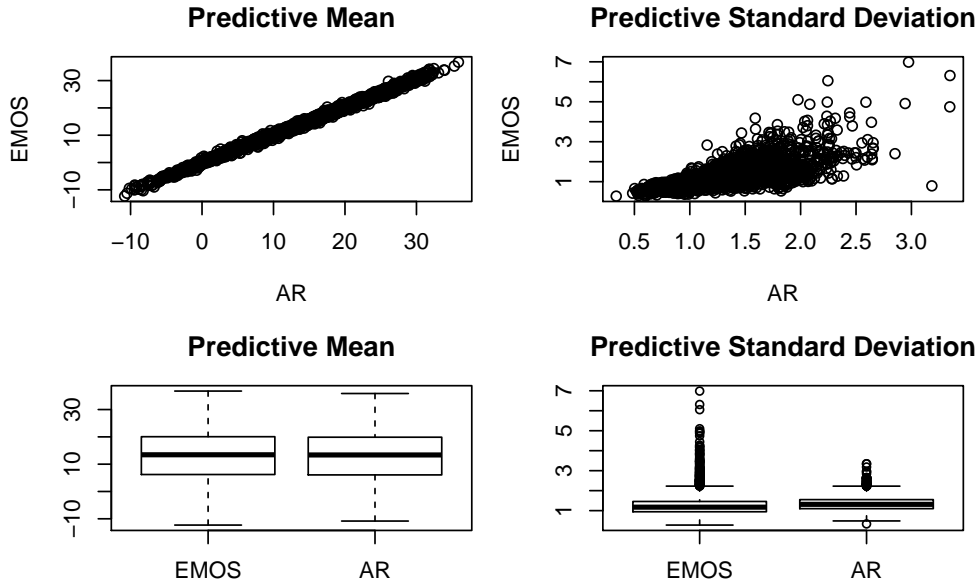 Predictive Mean
EMOS
−10 10 30
−10 0 10 20 30
AR
Predictive Standard Deviation
EMOS
1 3 5 7
0.5 1.0 1.5 2.0 2.5 3.0
AR
Predictive Mean
−10 10 30
EMOS AR
Predictive Standard Deviation
1 3 5 7
EMOS AR